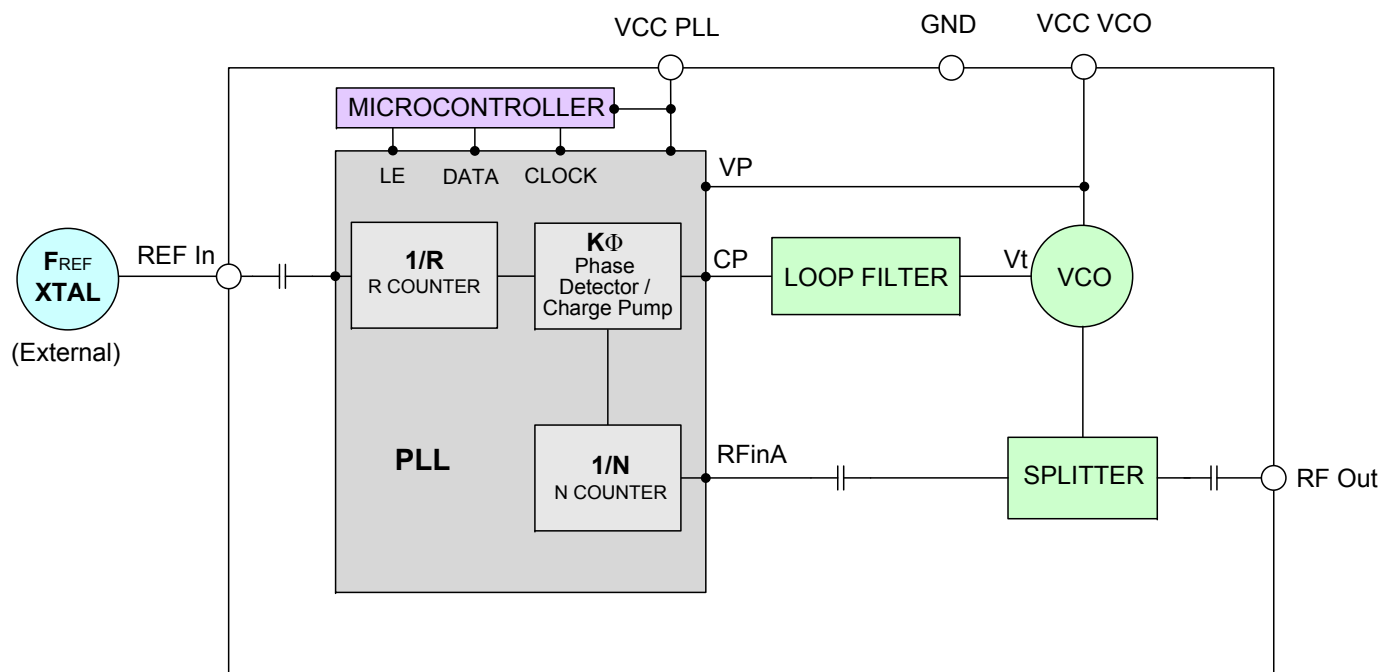 VCC PLL
GND
VCC VCO
MICROCONTROLLER
LE
DATA
CLOCK
VP
FREF
XTAL
(External)
REF In
1/R
R COUNTER
KΦ
Phase
Detector /
Charge Pump
CP
LOOP FILTER
Vt
VCO
PLL
1/N
N COUNTER
RFinA
SPLITTER
RF Out